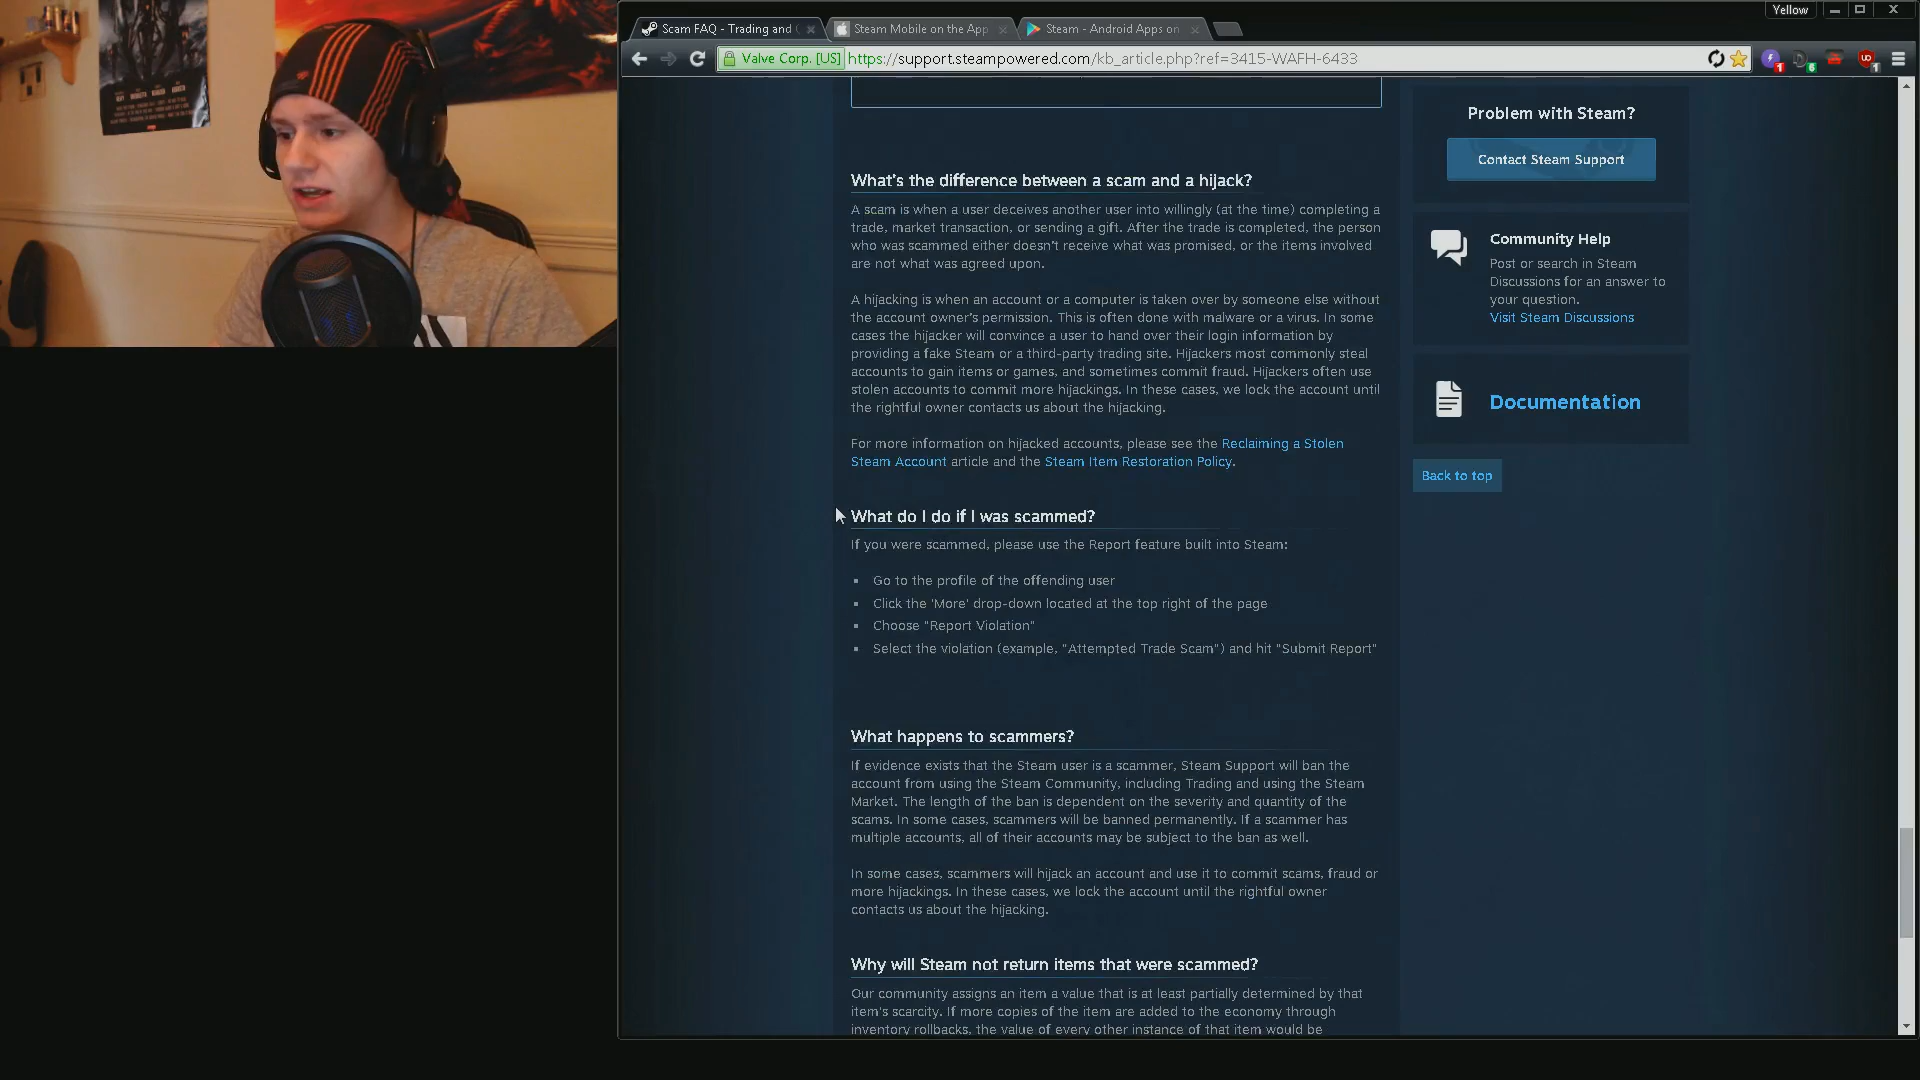 Yellow
Scam FAQ - Trading and
Steam Mobile on the App
Steam - Android Apps on
Valve Corp. [US] https://support.steampowered.com/kb_article.php?ref=3415-WAFH-6433
What's the difference between a scam and a hijack?
A scam is when a user deceives another user into willingly (at the time) completing a
trade, market transaction, or sending a gift. After the trade is completed, the person
who was scammed either doesn't receive what was promised, or the items involved
are not what was agreed upon.
A hijacking is when an account or a computer is taken over by someone else without
the account owner's permission. This is often done with malware or a virus. In some
cases the hijacker will convince a user to hand over their login information by
providing a fake Steam or a third-party trading site. Hijackers most commonly steal
accounts to gain items or games, and sometimes commit fraud. Hijackers often use
stolen accounts to commit more hijackings. In these cases, we lock the account until
the rightful owner contacts us about the hijacking.
For more information on hijacked accounts, please see the Reclaiming a Stolen
Steam Account article and the Steam Item Restoration Policy.
What do I do if I was scammed?
If you were scammed, please use the Report feature built into Steam:
▪ Go to the profile of the offending user
▪ Click the 'More' drop-down located at the top right of the page
▪ Choose "Report Violation"
▪ Select the violation (example, "Attempted Trade Scam") and hit "Submit Report"
What happens to scammers?
If evidence exists that the Steam user is a scammer, Steam Support will ban the
account from using the Steam Community, including Trading and using the Steam
Market. The length of the ban is dependent on the severity and quantity of the
scams. In some cases, scammers will be banned permanently. If a scammer has
multiple accounts, all of their accounts may be subject to the ban as well.
In some cases, scammers will hijack an account and use it to commit scams, fraud or
more hijackings. In these cases, we lock the account until the rightful owner
contacts us about the hijacking.
Why will Steam not return items that were scammed?
Our community assigns an item a value that is at least partially determined by that
item's scarcity. If more copies of the item are added to the economy through
inventory rollbacks, the value of every other instance of that item would be
Problem with Steam?
Contact Steam Support
Community Help
Post or search in Steam
Discussions for an answer to
your question.
Visit Steam Discussions
Documentation
Back to top